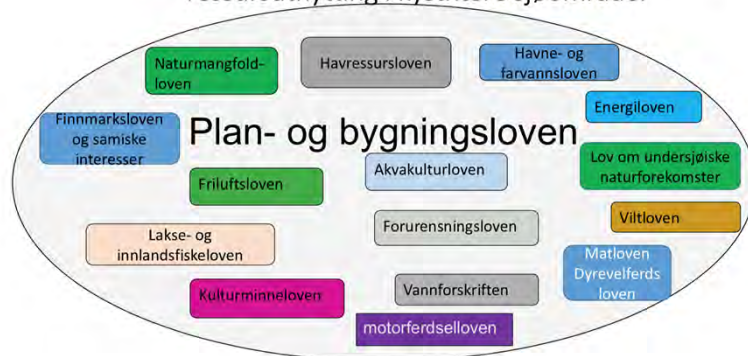 Naturmangfold-
loven
Havressursloven
Havne- og
farvannsloven
Energiloven
Finnmarksloven
og samiske
interesser
Plan- og bygningsloven
Akvakulturloven
Lov om undersjøiske
naturforekomster
Friluftsloven
Viltloven
Lakse- og
innlandsfiskeloven
Forurensningsloven
Matloven
Dyrevelferds
loven
Kulturminneloven
Vannforskriften
motorferdselloven